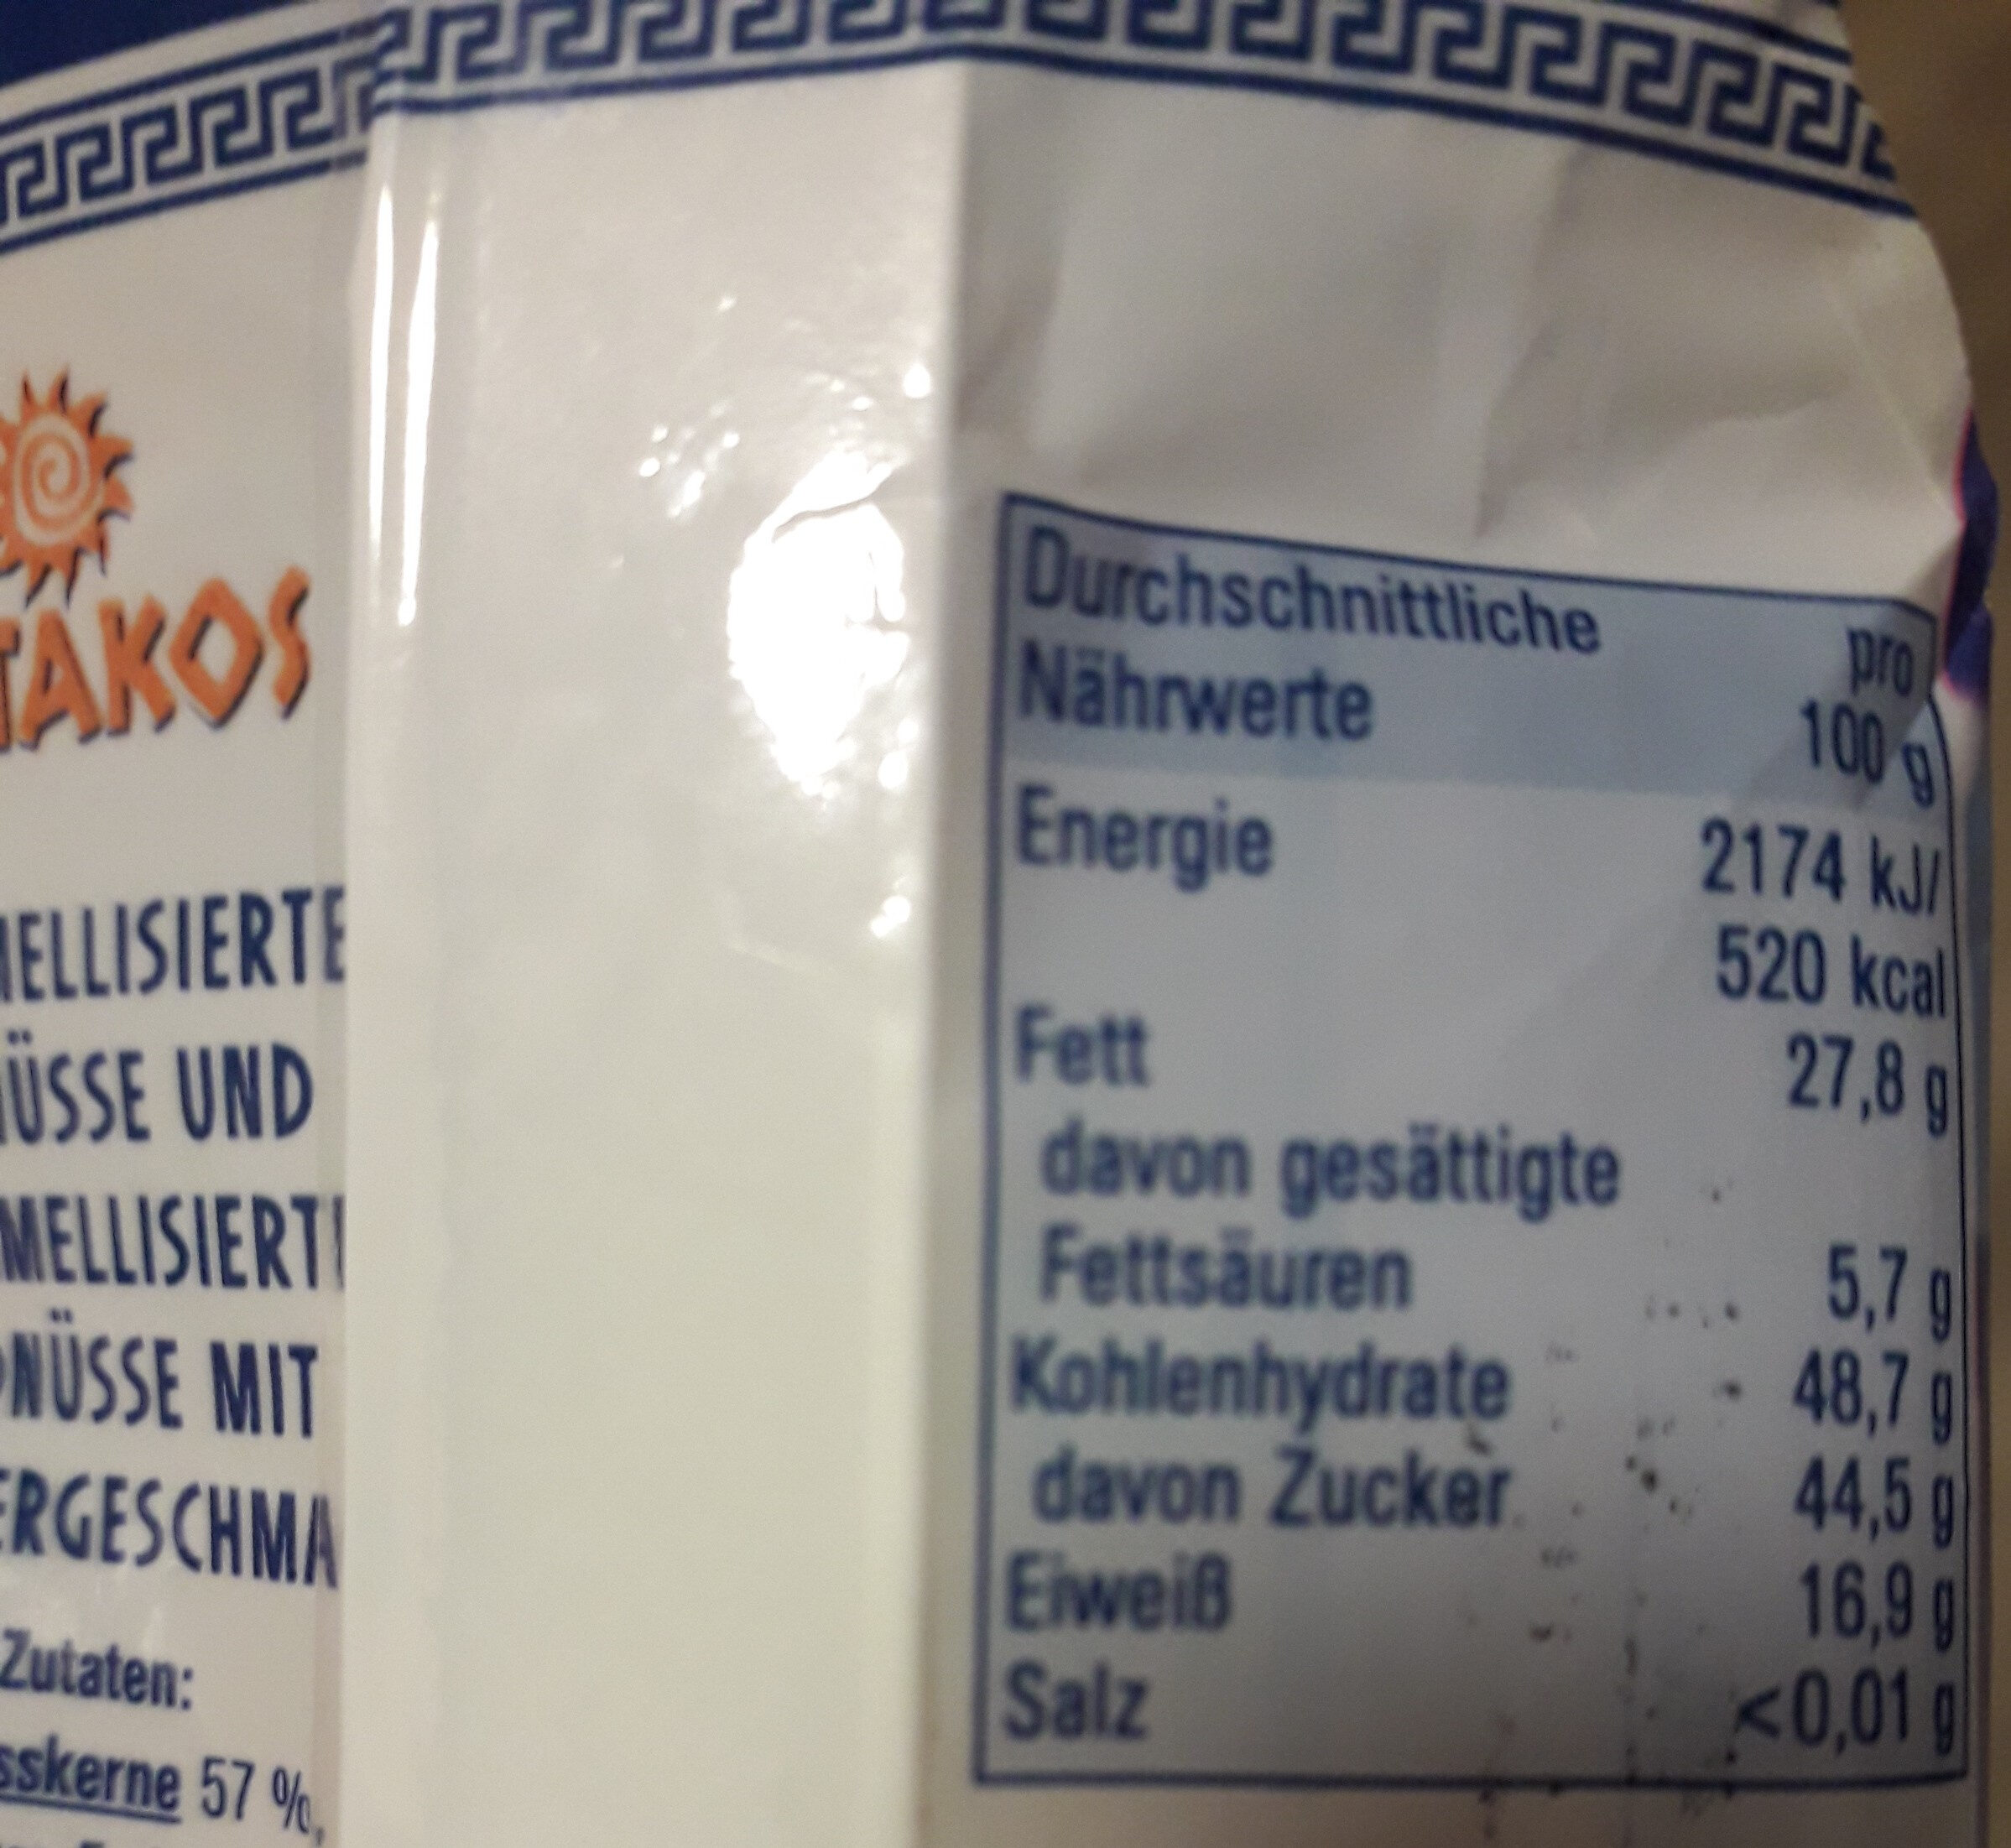 TAKOS
MELLISIERTE
ÜSSE UND
MELLISIERT
NÜSSE MIT
ERGESCHMA
Zutaten:
sskerne 57 %,
Durchschnittliche pro
Nährwerte 100 g
Energie 2174 kJ/
520 kcal
Fett 27,8 g
davon gesättigte
Fettsäuren 5,7 g
Kohlenhydrate 48,7 g
davon Zucker 44,5 g
Eiweiß 16,9 g
Salz <0,01 g